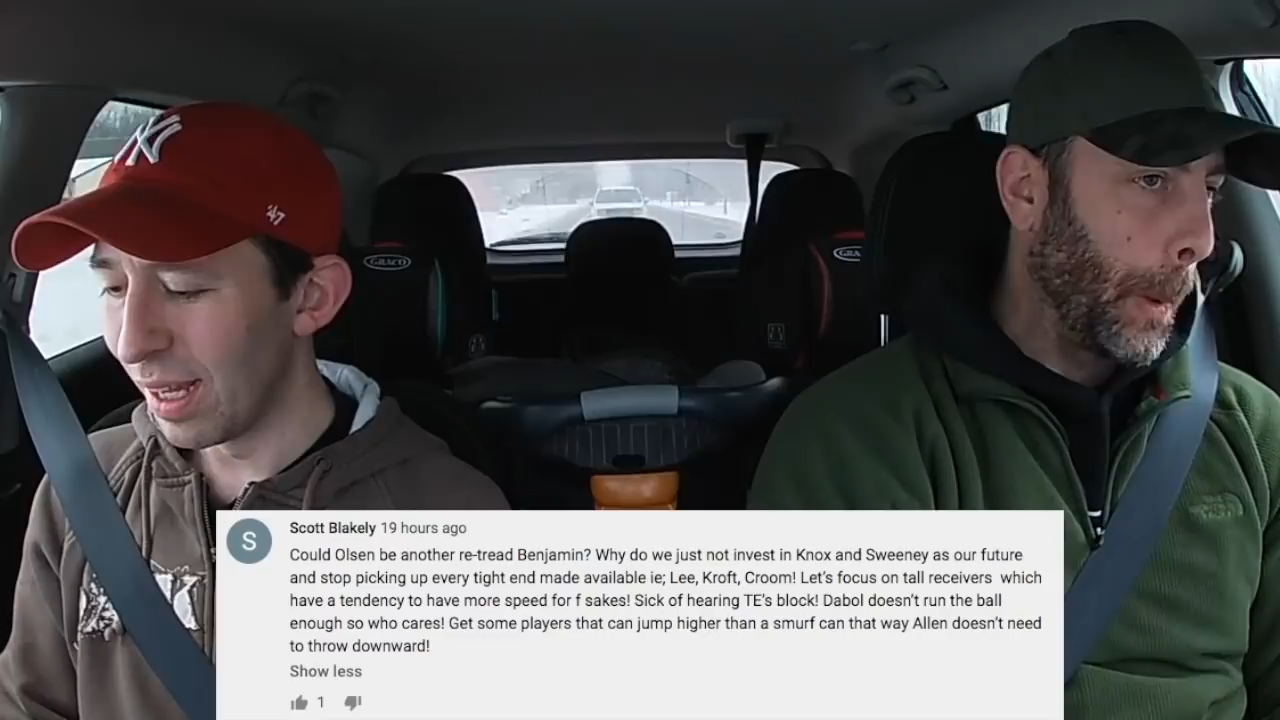 NY
47
GRACO
GRA
S
Scott Blakely 19 hours ago
Could Olsen be another re-tread Benjamin? Why do we just not invest in Knox and Sweeney as our future
and stop picking up every tight end made available ie; Lee, Kroft, Croom! Let's focus on tall receivers which
have a tendency to have more speed for f sakes! Sick of hearing TE's block! Dabol doesn't run the ball
enough so who cares! Get some players that can jump higher than a smurf can that way Allen doesn't need
to throw downward!
Show less
1